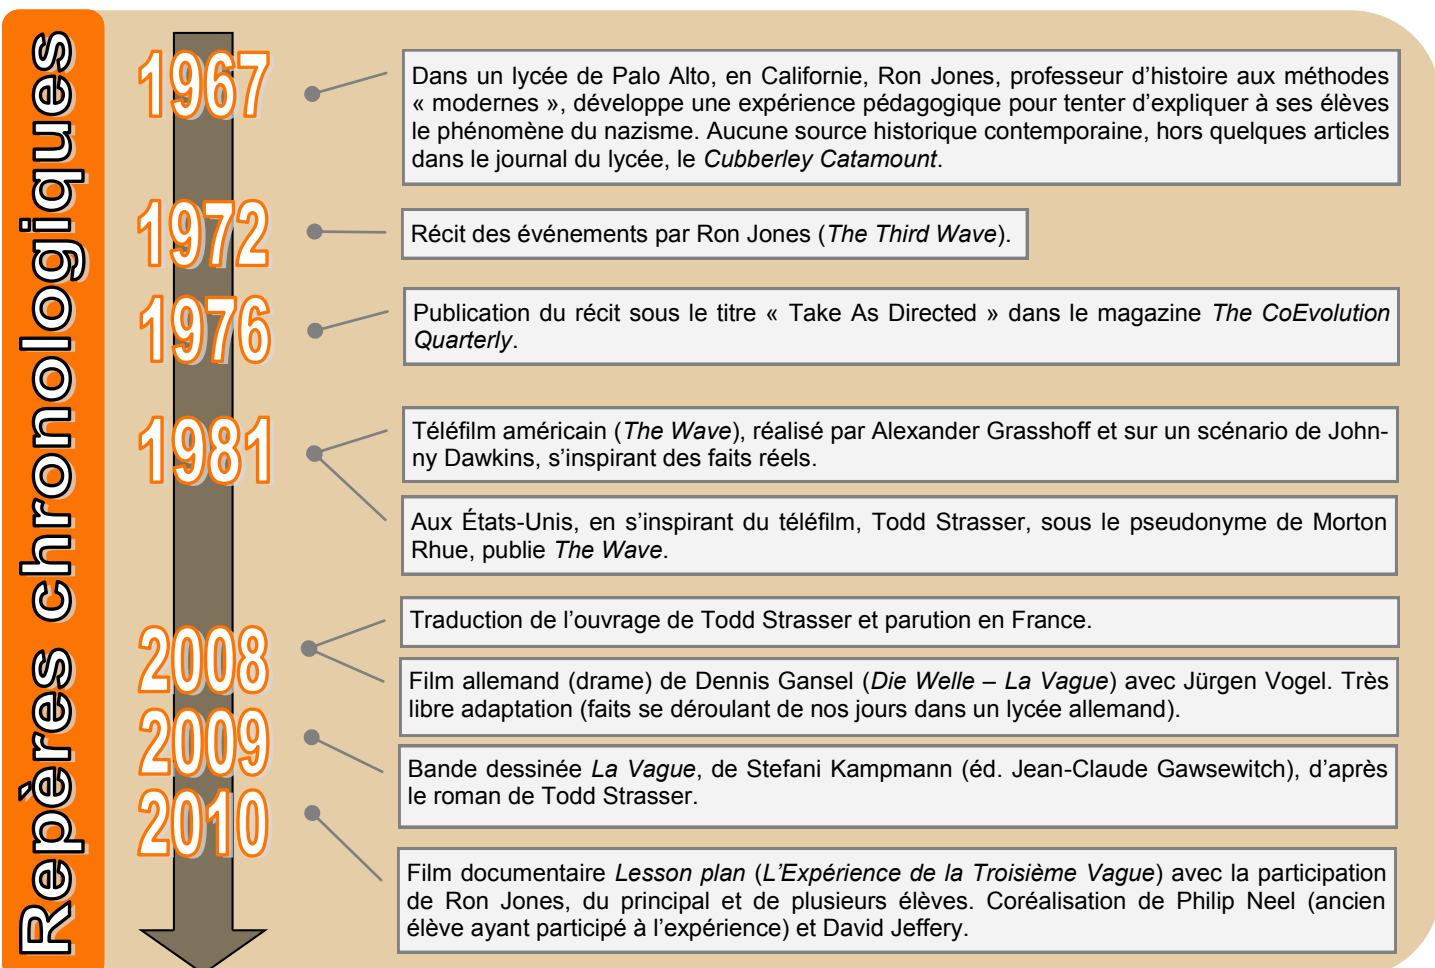 Repères chronologiques
1967
Dans un lycée de Palo Alto, en Californie, Ron Jones, professeur d’histoire aux méthodes
« modernes », développe une expérience pédagogique pour tenter d’expliquer à ses élèves
le phénomène du nazisme. Aucune source historique contemporaine, hors quelques articles
dans le journal du lycée, le Cubberley Catamount.
1972
Récit des événements par Ron Jones (The Third Wave).
1976
Publication du récit sous le titre « Take As Directed » dans le magazine The CoEvolution
Quarterly.
1981
Téléfilm américain (The Wave), réalisé par Alexander Grasshoff et sur un scénario de John-
ny Dawkins, s’inspirant des faits réels.
Aux États-Unis, en s’inspirant du téléfilm, Todd Strasser, sous le pseudonyme de Morton
Rhue, publie The Wave.
2008
Traduction de l’ouvrage de Todd Strasser et parution en France.
Film allemand (drame) de Dennis Gansel (Die Welle – La Vague) avec Jürgen Vogel. Très
libre adaptation (faits se déroulant de nos jours dans un lycée allemand).
2009
Bande dessinée La Vague, de Stefani Kampmann (éd. Jean-Claude Gawsewitch), d’après
le roman de Todd Strasser.
2010
Film documentaire Lesson plan (L’Expérience de la Troisième Vague) avec la participation
de Ron Jones, du principal et de plusieurs élèves. Coréalisation de Philip Neel (ancien
élève ayant participé à l’expérience) et David Jeffery.